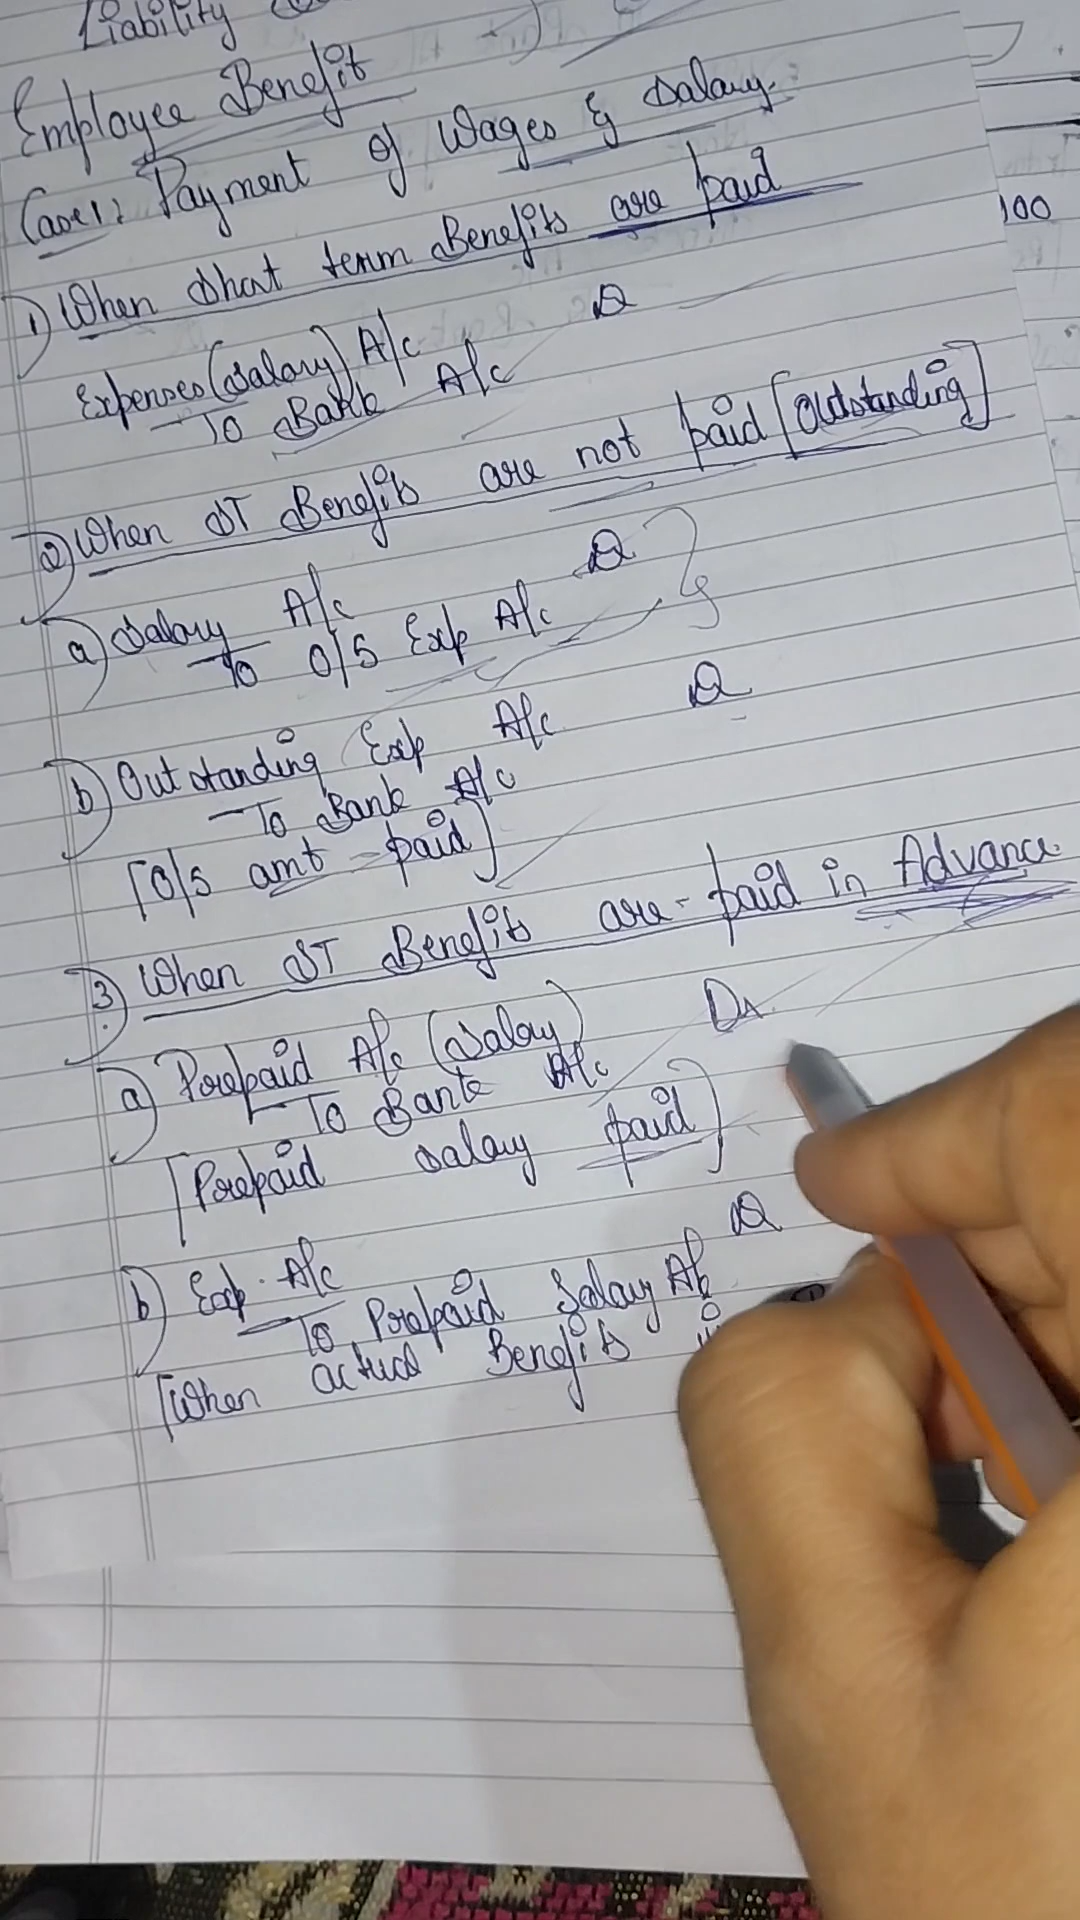 Liability
Employee Benefit
Case 1: Payment of Wages & Salary.
1) When Short term Benefits are paid
Expenses (Salary) A/c Dr
To Bank A/c
2) When ST Benefits are not paid [Outstanding]
a) Salary A/c Dr
To O/S Exp A/c
b) Outstanding Exp A/c Dr
To Bank A/c
[O/S amt paid]
3) When ST Benefits are paid in Advance.
a) Prepaid A/c (Salary) Dr.
To Bank A/c
[Prepaid salary paid]
b) Exp. A/c Dr
To Prepaid Salary A/c
[When actual Benefits
100